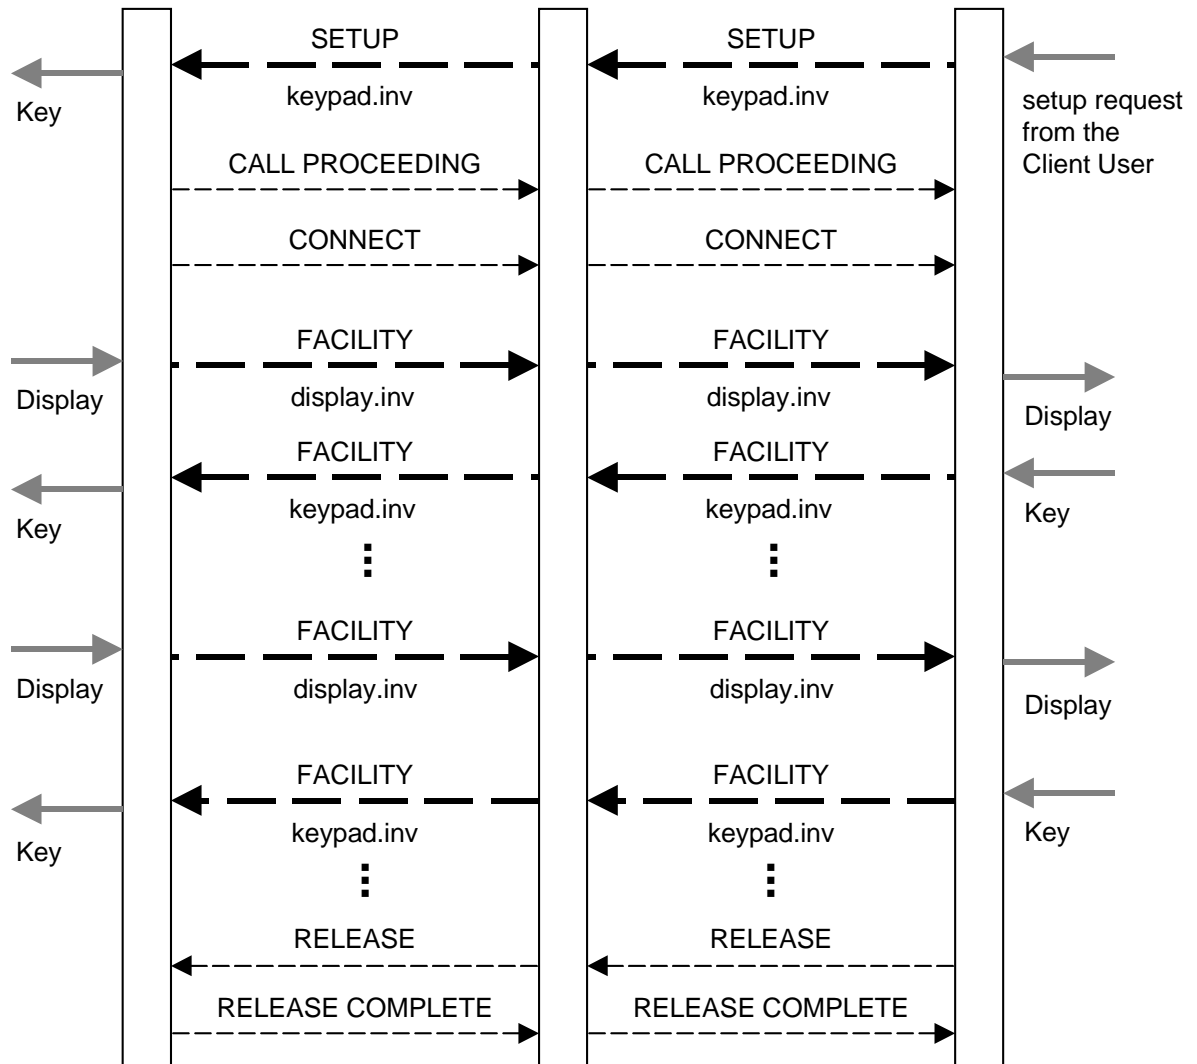 SETUP
SETUP
keypad.inv
keypad.inv
Key
setup request
from the
Client User
CALL PROCEEDING
CALL PROCEEDING
CONNECT
CONNECT
FACILITY
FACILITY
display.inv
display.inv
Display
Display
FACILITY
FACILITY
keypad.inv
keypad.inv
Key
Key
FACILITY
FACILITY
display.inv
display.inv
Display
Display
FACILITY
FACILITY
keypad.inv
keypad.inv
Key
Key
RELEASE
RELEASE
RELEASE COMPLETE
RELEASE COMPLETE